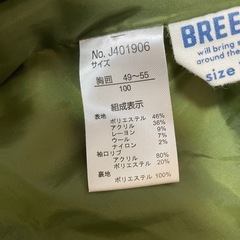 No. J401906
サイズ
胸囲 49~55
100
組成表示
表地 ポリエステル 46%
アクリル 36%
レーヨン 9%
ウール 7%
ナイロン 2%
袖口リブ アクリル 80%
ポリエステル 20%
裏地 ポリエステル 100%
BREE
will bring
around the
size